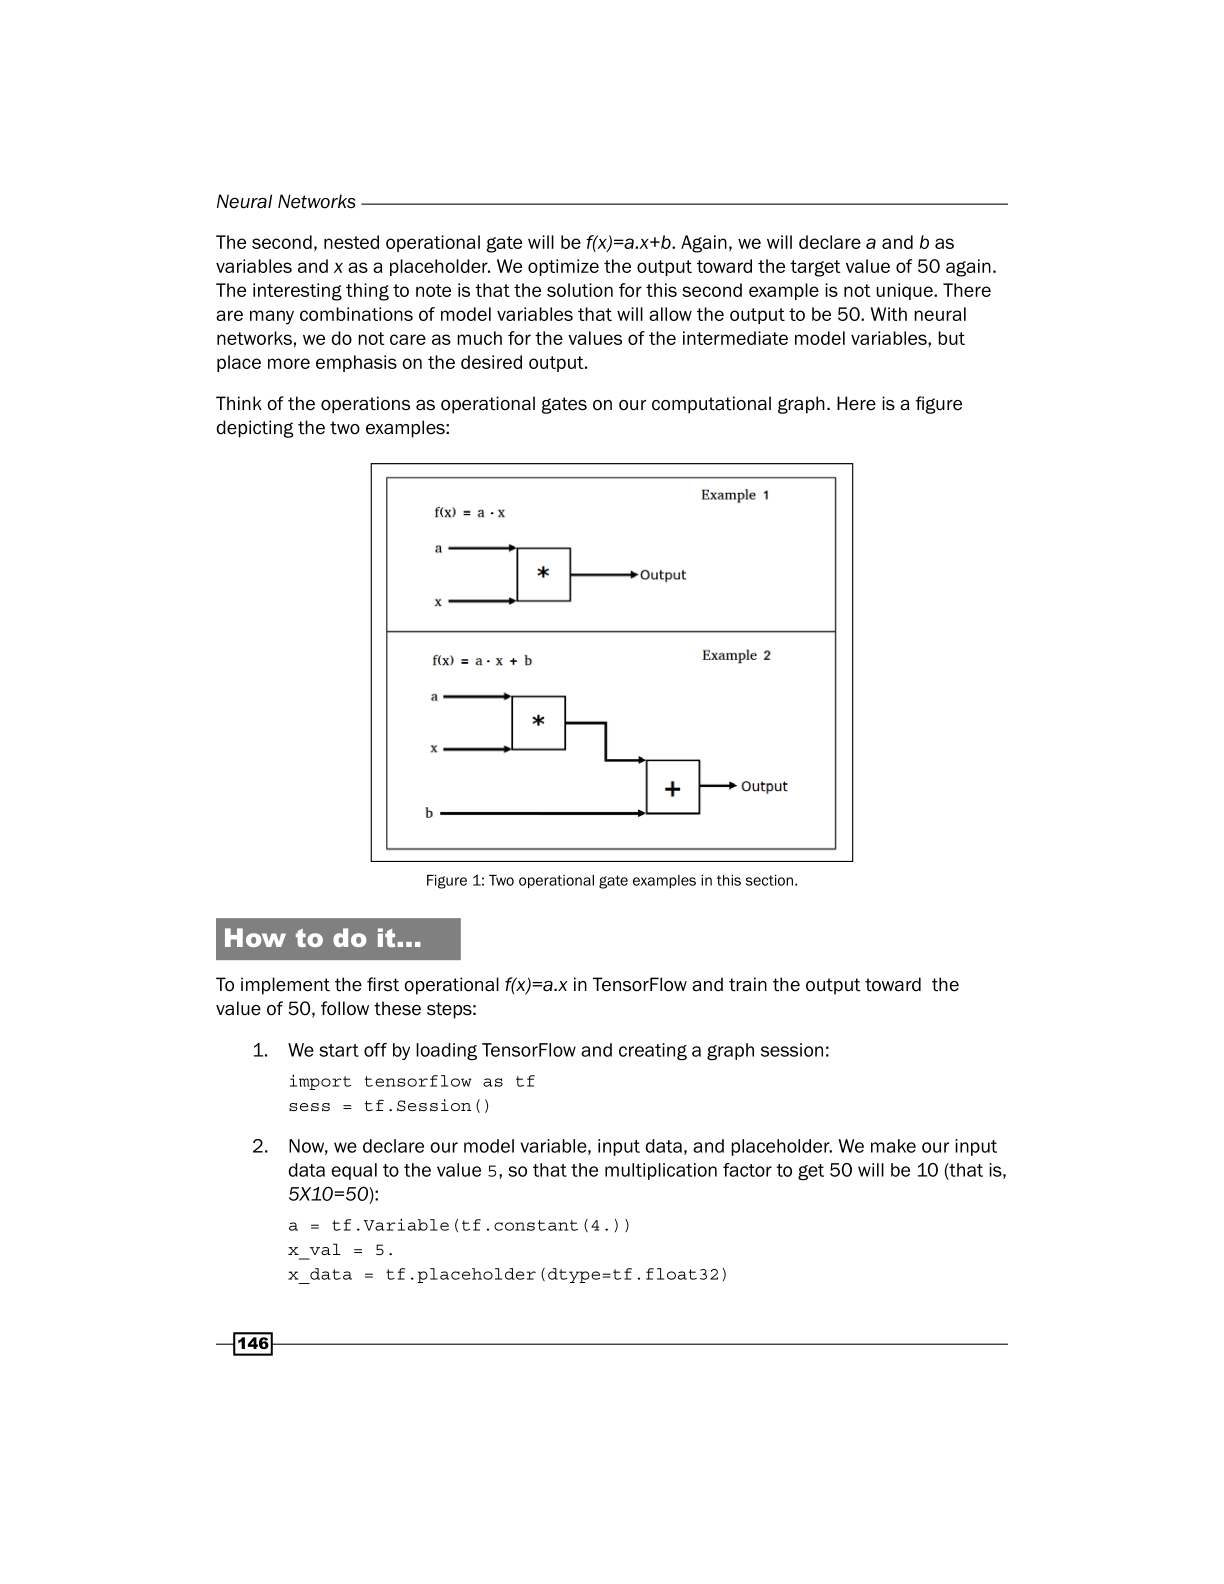 Neural Networks
The second, nested operational gate will be f(x)=a.x+b. Again, we will declare a and b as
variables and x as a placeholder. We optimize the output toward the target value of 50 again.
The interesting thing to note is that the solution for this second example is not unique. There
are many combinations of model variables that will allow the output to be 50. With neural
networks, we do not care as much for the values of the intermediate model variables, but
place more emphasis on the desired output.
Think of the operations as operational gates on our computational graph. Here is a figure
depicting the two examples:
Example 1
f(x) = a · x
a
*
Output
x
Example 2
f(x) = a · x + b
a
*
x
+
Output
b
Figure 1: Two operational gate examples in this section.
How to do it…
To implement the first operational f(x)=a.x in TensorFlow and train the output toward  the
value of 50, follow these steps:
1. We start off by loading TensorFlow and creating a graph session:
import tensorflow as tf
sess = tf.Session()
2. Now, we declare our model variable, input data, and placeholder. We make our input
data equal to the value 5, so that the multiplication factor to get 50 will be 10 (that is,
5X10=50):
a = tf.Variable(tf.constant(4.))
x_val = 5.
x_data = tf.placeholder(dtype=tf.float32)
146